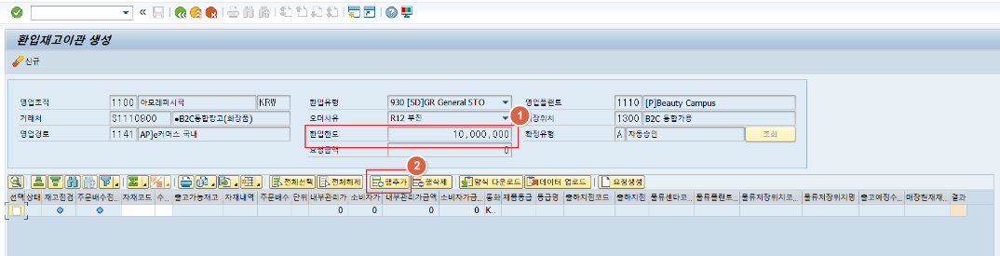 환입재고이관 생성
신규
영업조직 1100 아모레퍼시픽 KRW 환입유형 930 [SD]GR General STO 영업플랜트 1110 [P]Beauty Campus
거래처 S1110900 ●B2C통합창고(화장품) 오더사유 R12 부진 1 장위치 1300 B2C 통합가용
영업경로 1141 AP]e커머스 국내 환입한도 10,000,000 확정유형 A 자동승인 조회
요청금액 0
2
전체선택 전체해제 행추가 행삭제 양식 다운로드 데이터 업로드 요청생성
선택 상태 재고점검 주문배수점... 자재코드 수... 출고가능재고 자재내역 주문배수 단위 내부관리가 소비자가 내부관리가금액 소비자가금... 통화 제품등급 등급명 출하지점코드 출하지점 물류센타코... 물류플랜트... 물류저장위치코... 물류저장위치명 출고예정수... 매장현재재... 결과
0 0 0 0 K..